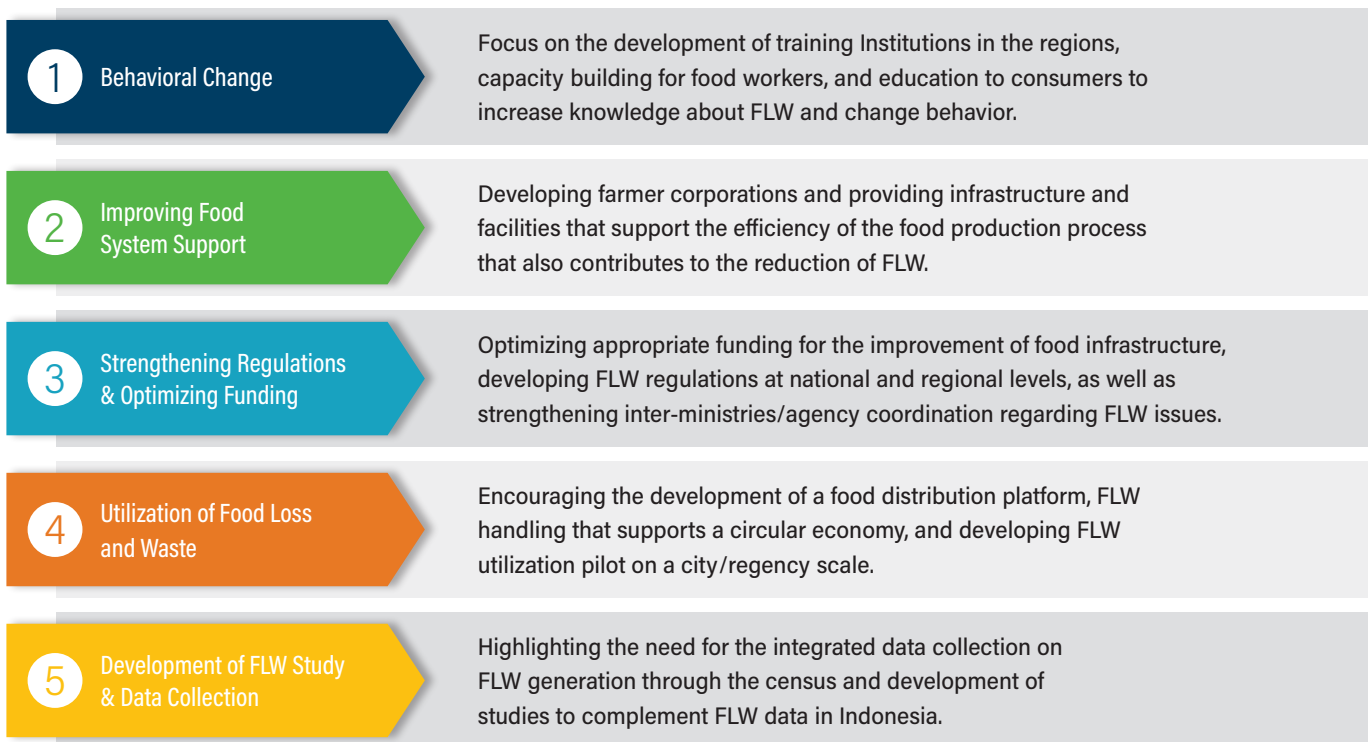 1
Behavioral Change
Focus on the development of training Institutions in the regions,
capacity building for food workers, and education to consumers to
increase knowledge about FLW and change behavior.
2
Improving Food
System Support
Developing farmer corporations and providing infrastructure and
facilities that support the efficiency of the food production process
that also contributes to the reduction of FLW.
3
Strengthening Regulations
& Optimizing Funding
Optimizing appropriate funding for the improvement of food infrastructure,
developing FLW regulations at national and regional levels, as well as
strengthening inter-ministries/agency coordination regarding FLW issues.
4
Utilization of Food Loss
and Waste
Encouraging the development of a food distribution platform, FLW
handling that supports a circular economy, and developing FLW
utilization pilot on a city/regency scale.
5
Development of FLW Study
& Data Collection
Highlighting the need for the integrated data collection on
FLW generation through the census and development of
studies to complement FLW data in Indonesia.